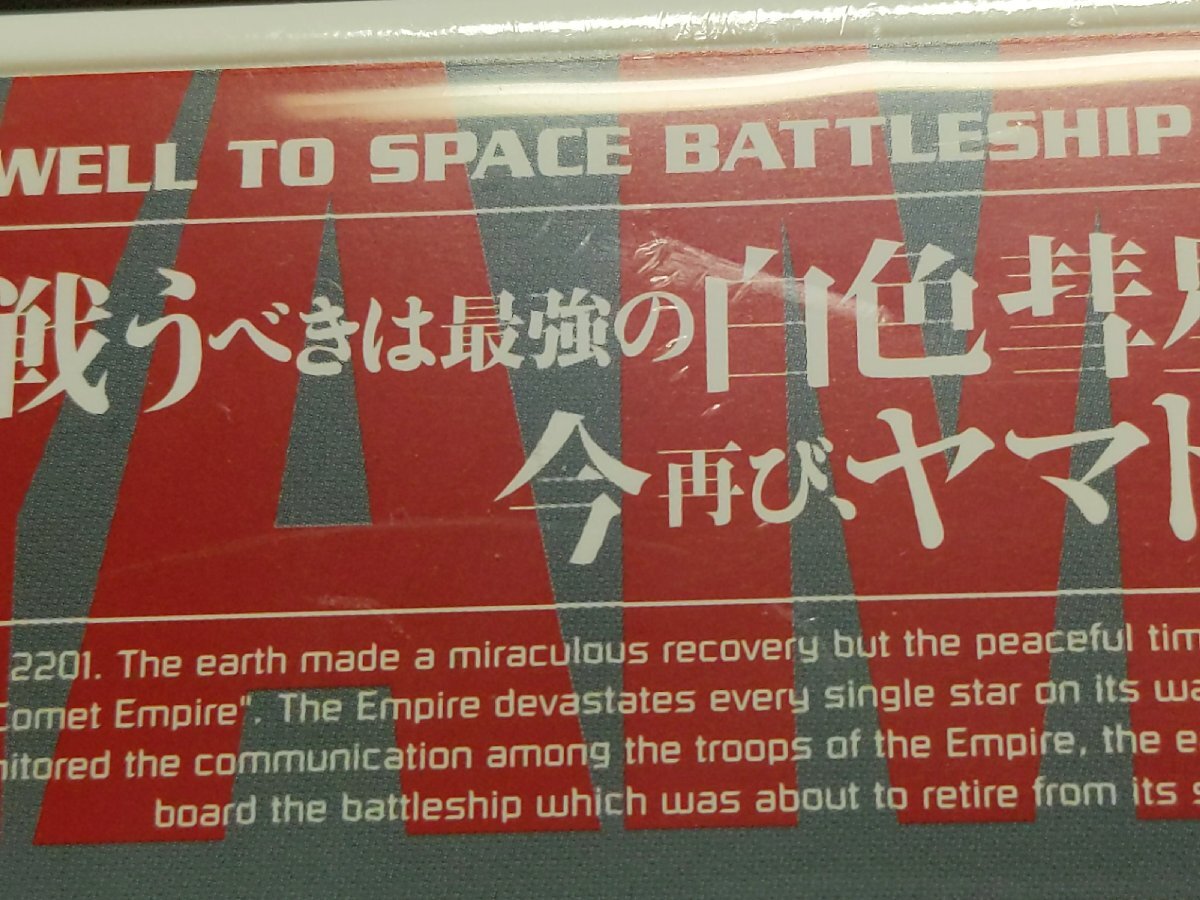 WELL TO SPACE BATTLESHIP
戦うべきは最強の白色彗
今再び、ヤマト
2201. The earth made a miraculous recovery but the peaceful tim
Comet Empire". The Empire devastates every single star on its wa
nitored the communication among the troops of the Empire, the e
board the battleship which was about to retire from its s